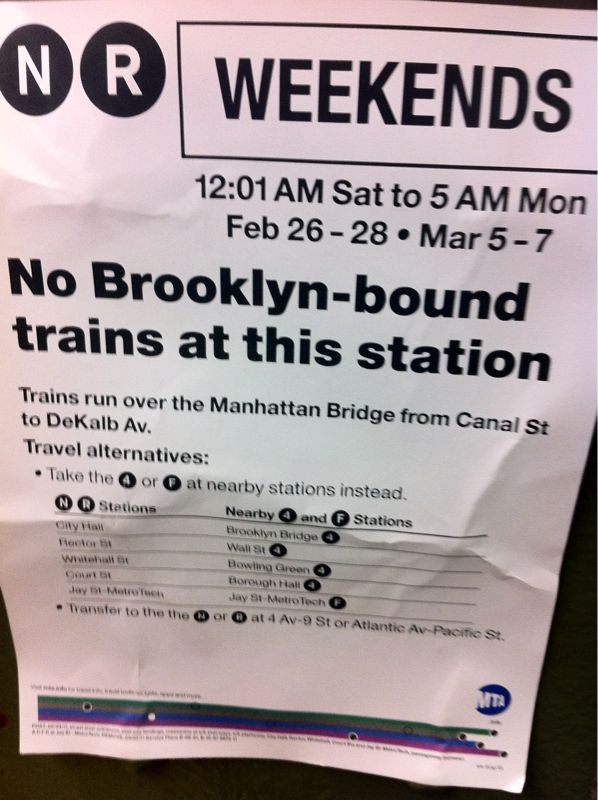 N R WEEKENDS
12:01 AM Sat to 5 AM Mon
Feb 26 – 28 • Mar 5 – 7
No Brooklyn-bound
trains at this station
Trains run over the Manhattan Bridge from Canal St
to DeKalb Av.
Travel alternatives:
• Take the 4 or F at nearby stations instead.
N R Stations Nearby 4 and F Stations
City Hall Brooklyn Bridge 4
Rector St Wall St 4
Whitehall St Bowling Green 4
Court St Borough Hall 4
Jay St-MetroTech Jay St-MetroTech F
• Transfer to the the N or R at 4 Av-9 St or Atlantic Av-Pacific St.
MTA